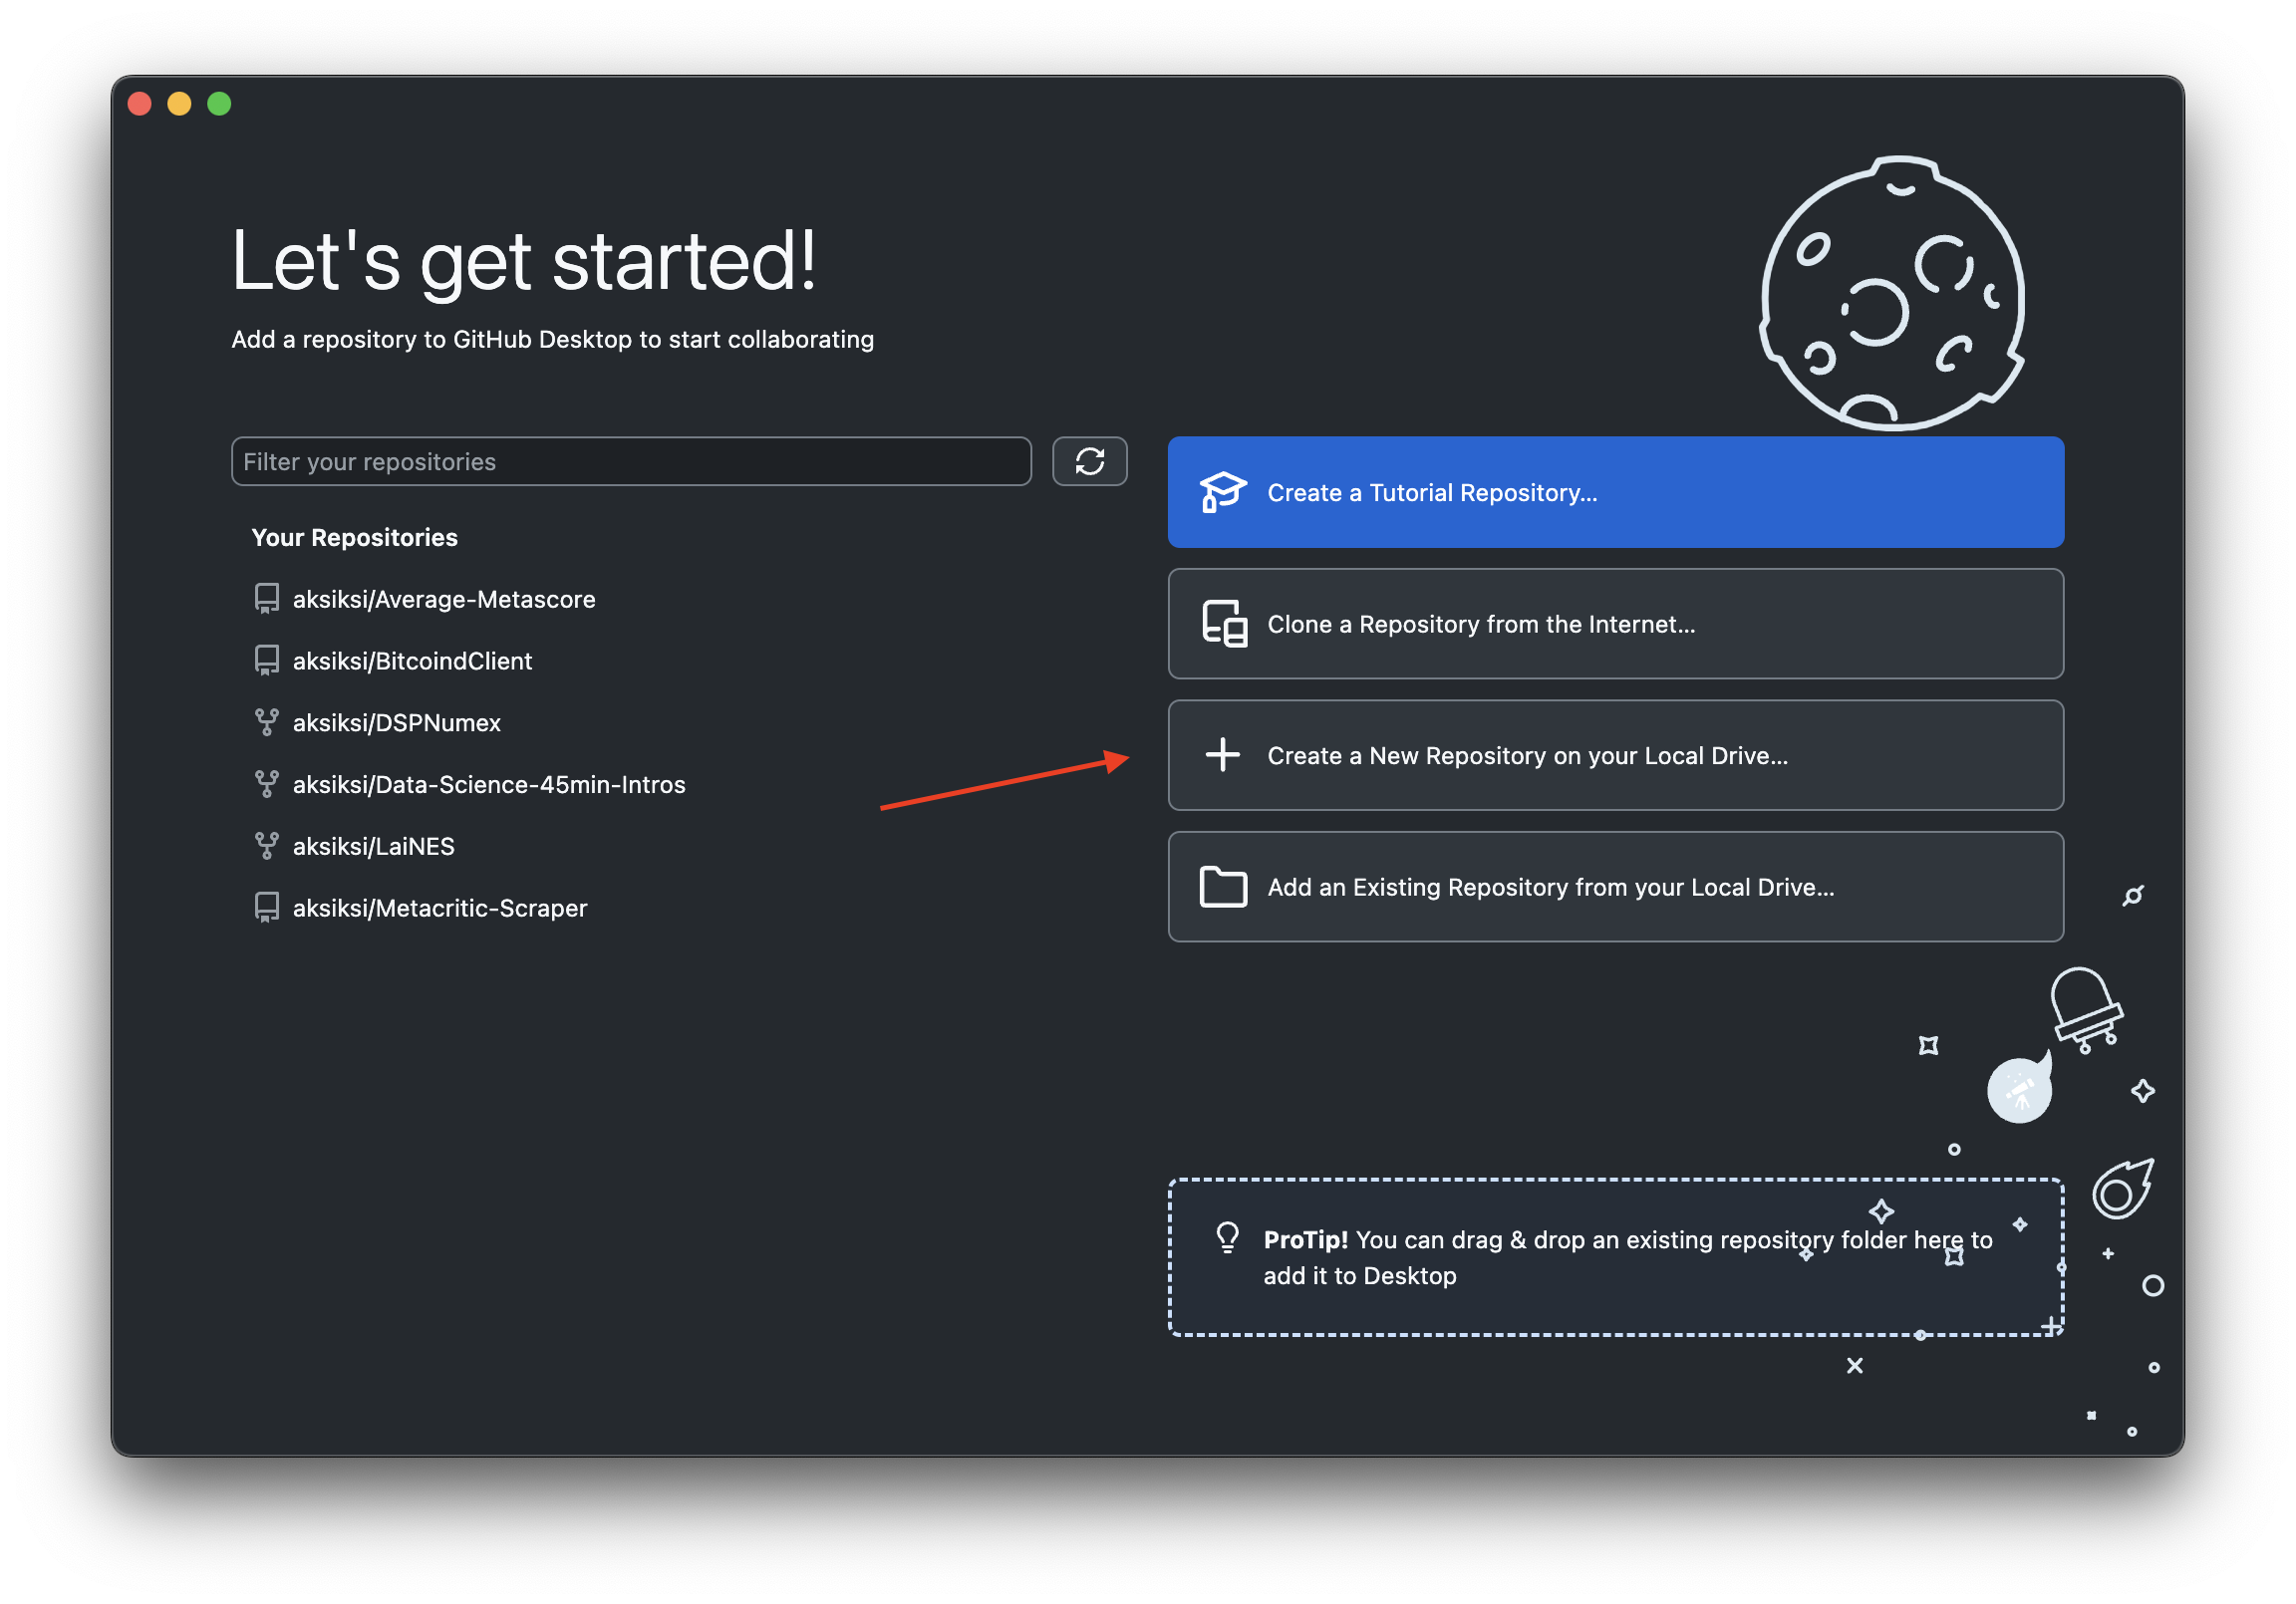 Let's get started!
Add a repository to GitHub Desktop to start collaborating
Filter your repositories
Your Repositories
aksiksi/Average-Metascore
aksiksi/BitcoindClient
aksiksi/DSPNumex
aksiksi/Data-Science-45min-Intros
aksiksi/LaiNES
aksiksi/Metacritic-Scraper
Create a Tutorial Repository...
Clone a Repository from the Internet...
Create a New Repository on your Local Drive...
Add an Existing Repository from your Local Drive...
ProTip! You can drag & drop an existing repository folder here to
add it to Desktop